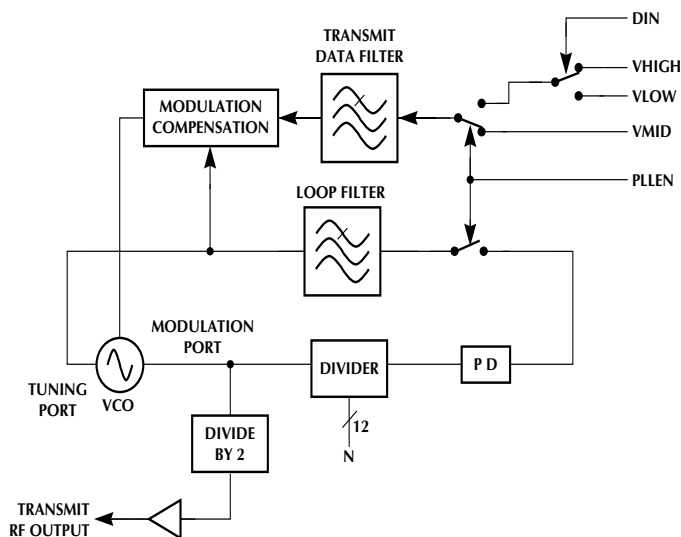 DIN
TRANSMIT
DATA FILTER
VHIGH
VLOW
MODULATION
COMPENSATION
VMID
PLLEN
LOOP FILTER
MODULATION
PORT
DIVIDER
P D
TUNING
PORT
VCO
12
N
DIVIDE
BY 2
TRANSMIT
RF OUTPUT